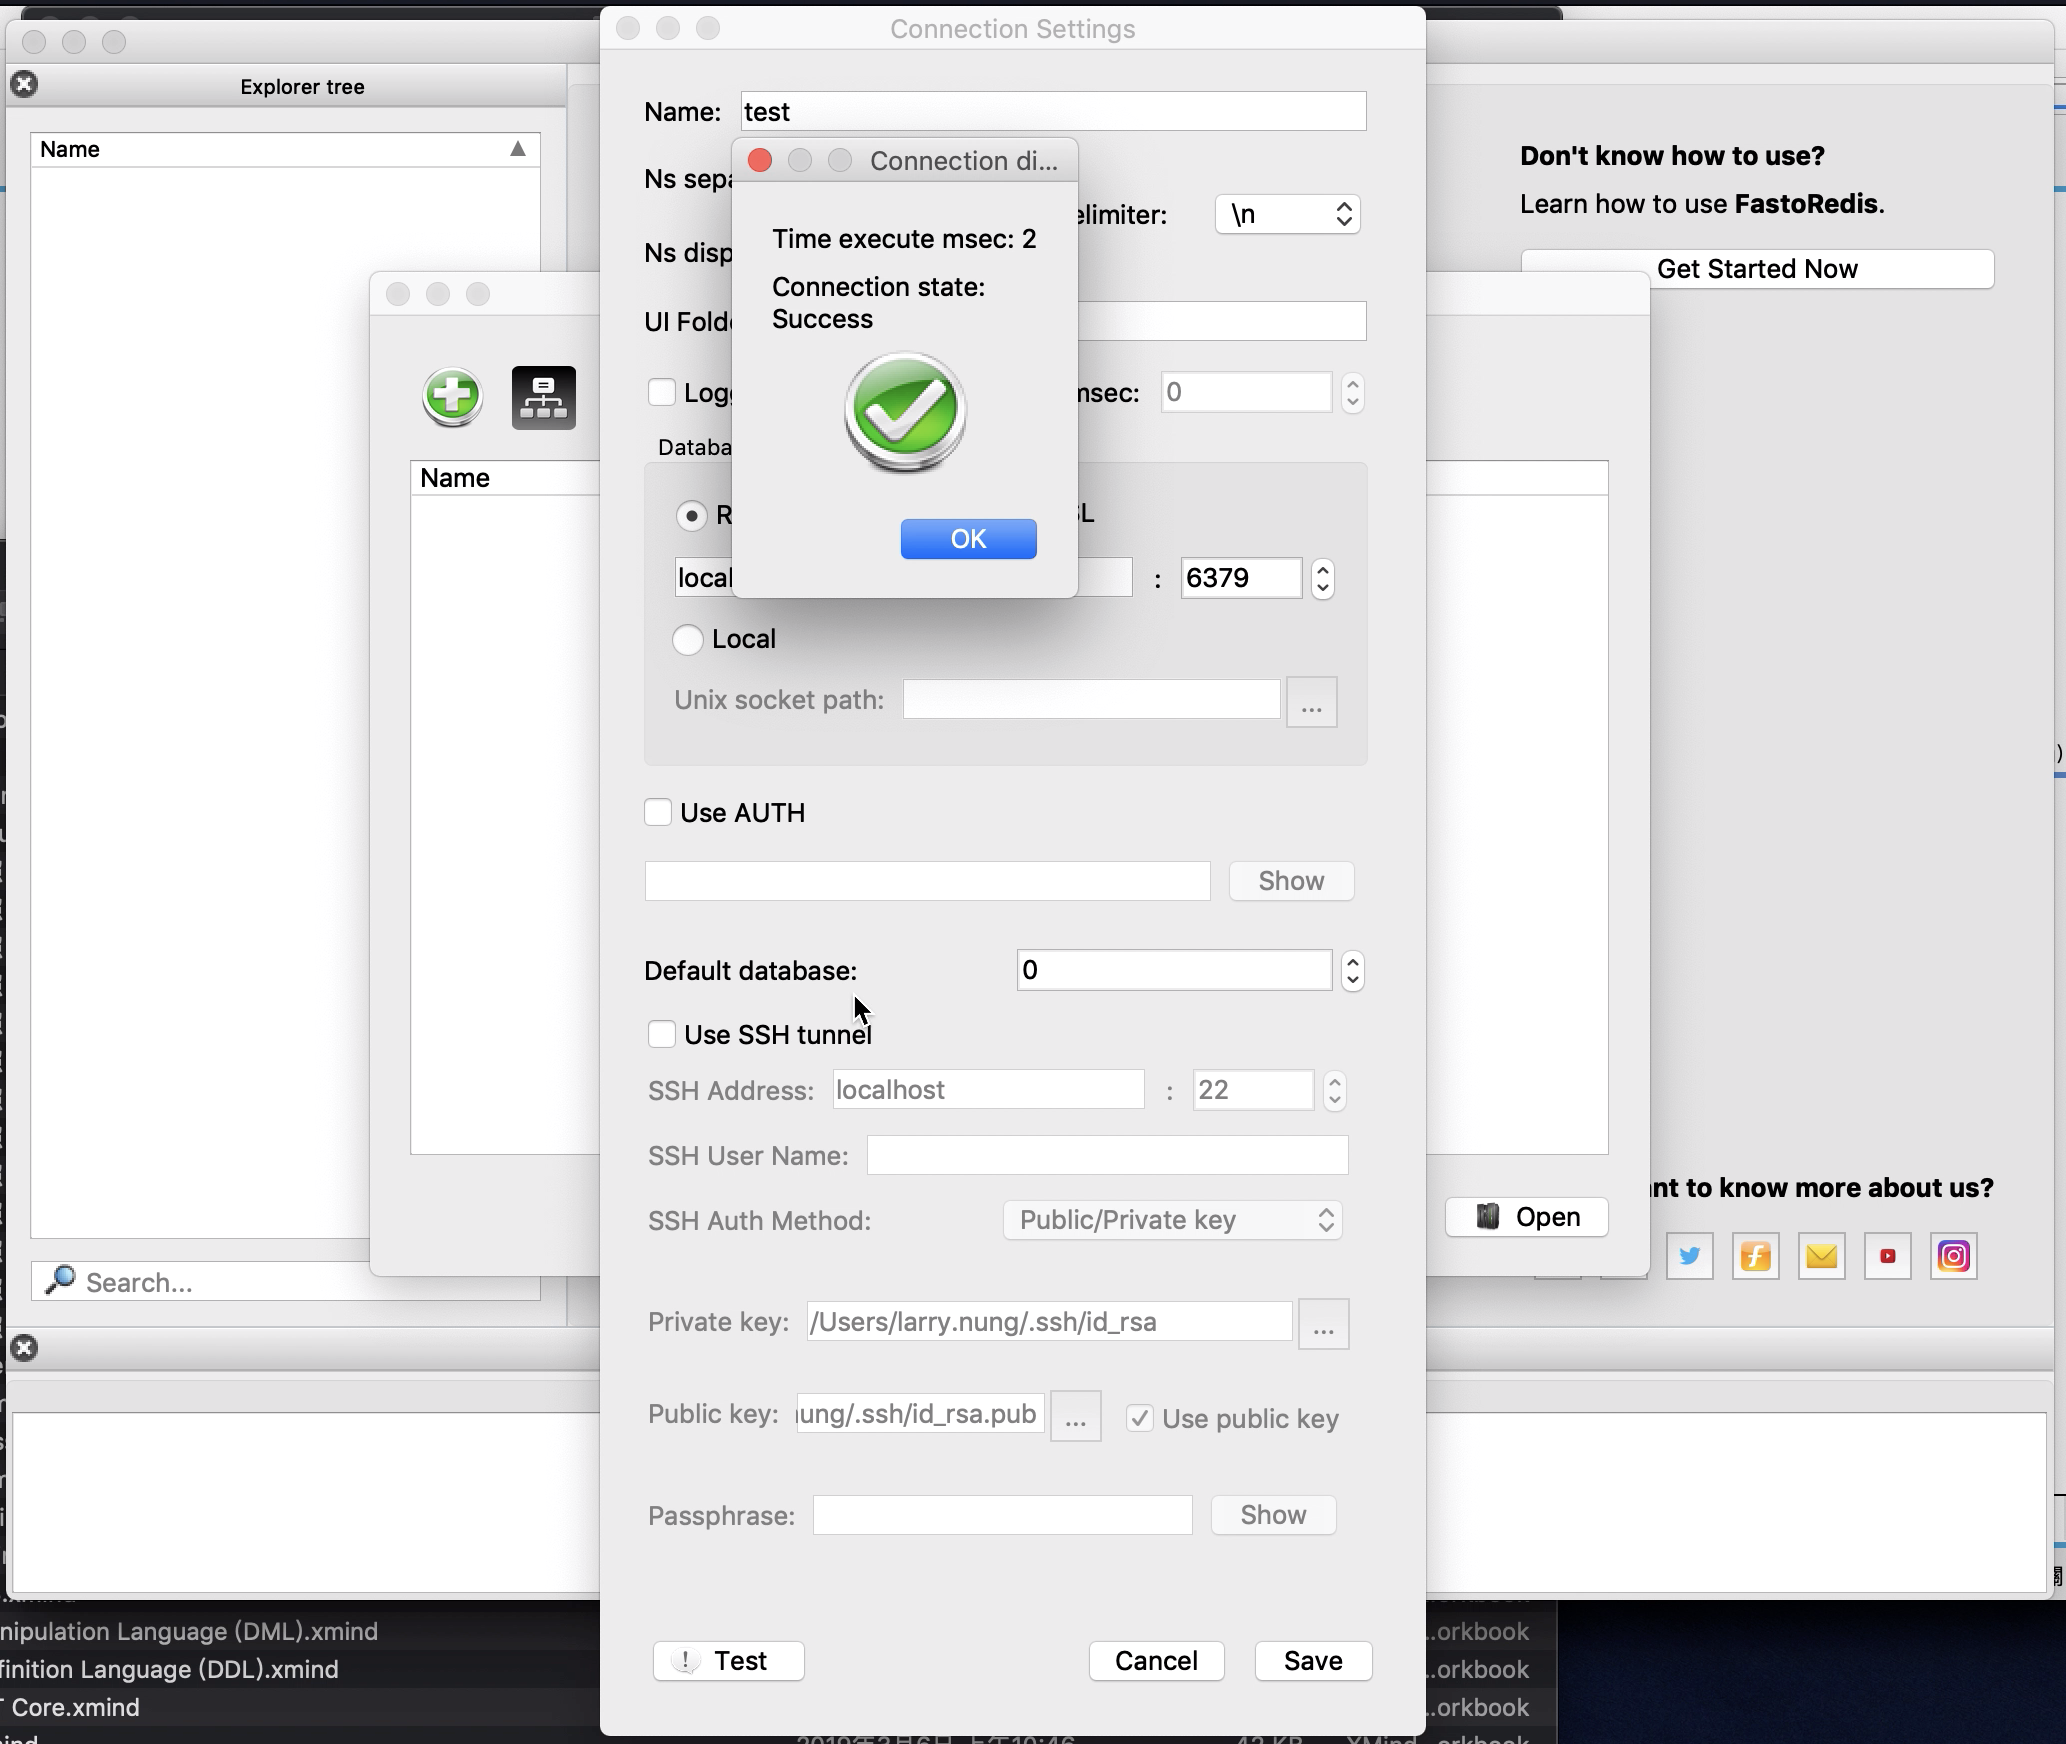 Connection Settings
Explorer tree
Name
Name: test
Connection di...
Ns sepa
elimiter: \n
Time execute msec: 2
Ns disp
Connection state:
Success
UI Folde
msec: 0
Databa
OK
6379
Local
Unix socket path: ...
Use AUTH
Show
Default database: 0
Use SSH tunnel
SSH Address: localhost : 22
SSH User Name:
SSH Auth Method: Public/Private key
Private key: /Users/larry.nung/.ssh/id_rsa ...
Public key: nung/.ssh/id_rsa.pub ... Use public key
Passphrase: Show
Test Cancel Save
Name
Open
Don't know how to use?
Learn how to use FastoRedis.
Get Started Now
nt to know more about us?
Search...
nipulation Language (DML).xmind
finition Language (DDL).xmind
Core.xmind
..orkbook
..orkbook
..orkbook